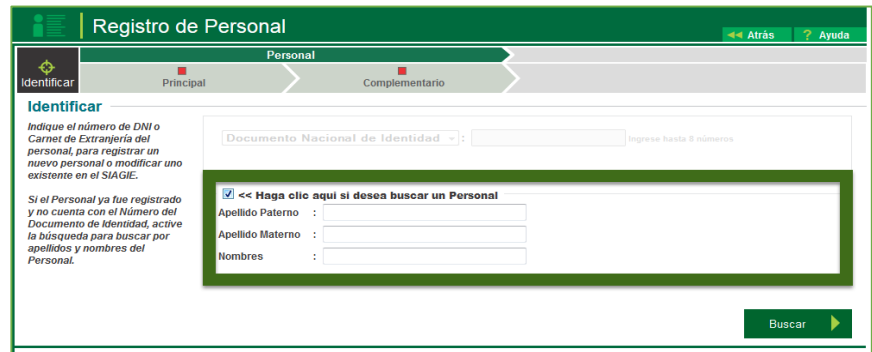 Registro de Personal
Atrás
? Ayuda
Identificar
Personal
Principal
Complementario
Identificar
Indique el número de DNI o
Carnet de Extranjería del
personal, para registrar un
nuevo personal o modificar uno
existente en el SIAGIE.
Si el Personal ya fue registrado
y no cuenta con el Número del
Documento de Identidad, active
la búsqueda para buscar por
apellidos y nombres del
Personal.
Documento Nacional de Identidad :
Ingrese hasta 8 números
<< Haga clic aqui si desea buscar un Personal
Apellido Paterno :
Apellido Materno :
Nombres :
Buscar